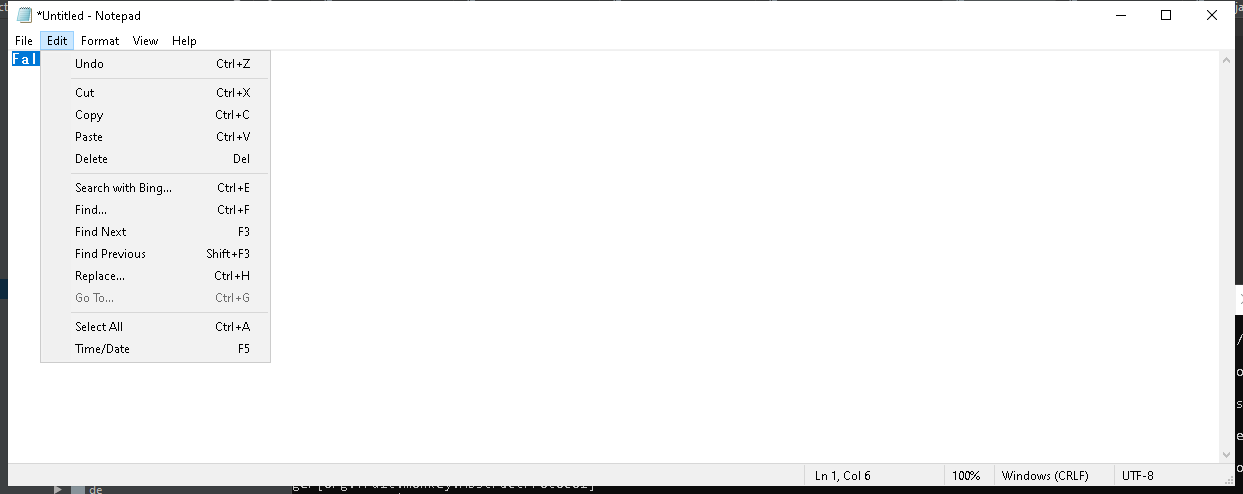 *Untitled - Notepad
File Edit Format View Help
Fal
Undo Ctrl+Z
Cut Ctrl+X
Copy Ctrl+C
Paste Ctrl+V
Delete Del
Search with Bing... Ctrl+E
Find... Ctrl+F
Find Next F3
Find Previous Shift+F3
Replace... Ctrl+H
Go To... Ctrl+G
Select All Ctrl+A
Time/Date F5
Ln 1, Col 6 100% Windows (CRLF) UTF-8
de